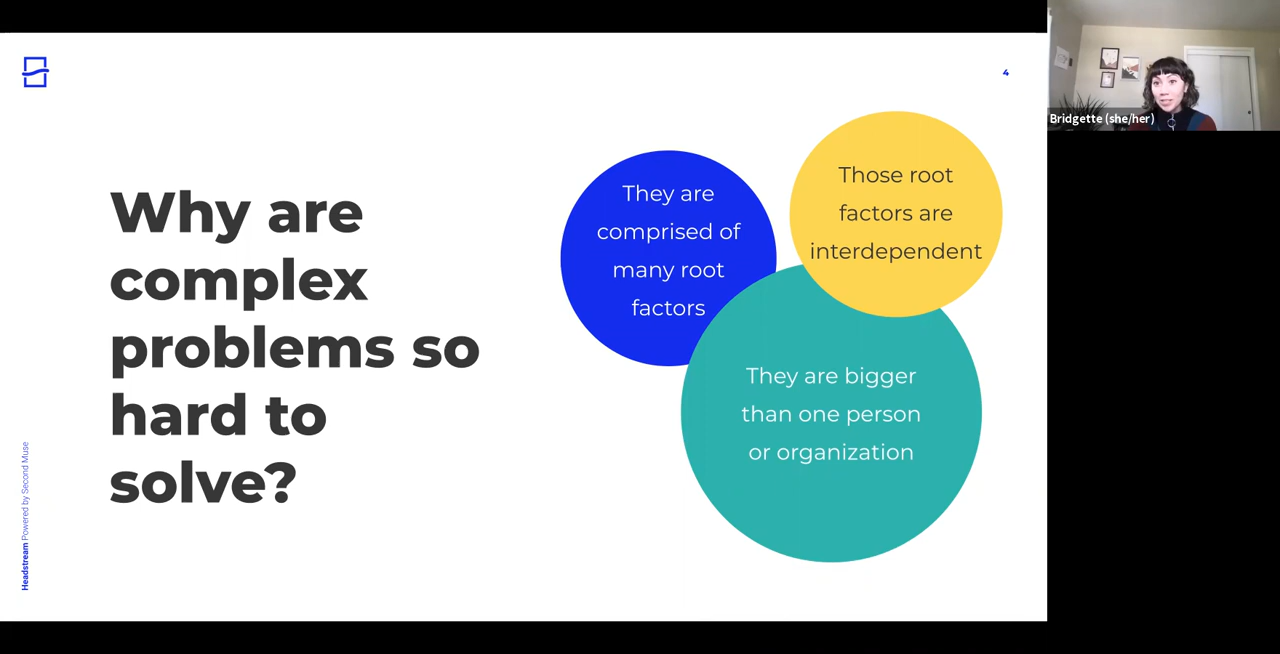 4
Why are
complex
problems so
hard to
solve?
They are
comprised of
many root
factors
Those root
factors are
interdependent
They are bigger
than one person
or organization
Headstream Powered by Second Muse
Bridgette (she/her)